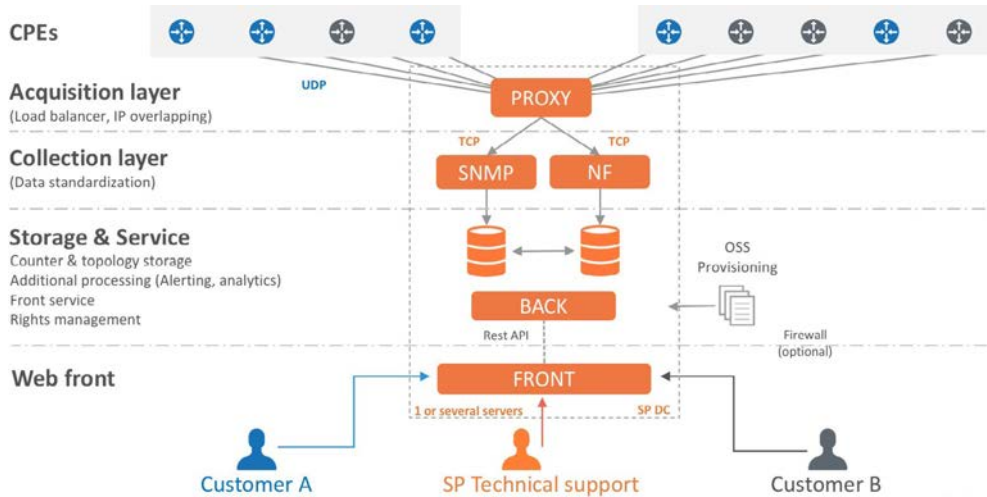 CPEs
UDP
Acquisition layer
(Load balancer, IP overlapping)
PROXY
TCP
TCP
Collection layer
(Data standardization)
SNMP
NF
Storage & Service
Counter & topology storage
Additional processing (Alerting, analytics)
Front service
Rights management
OSS
Provisioning
BACK
Rest API
Firewall
(optional)
Web front
FRONT
1 or several servers
SP DC
Customer A
SP Technical support
Customer B